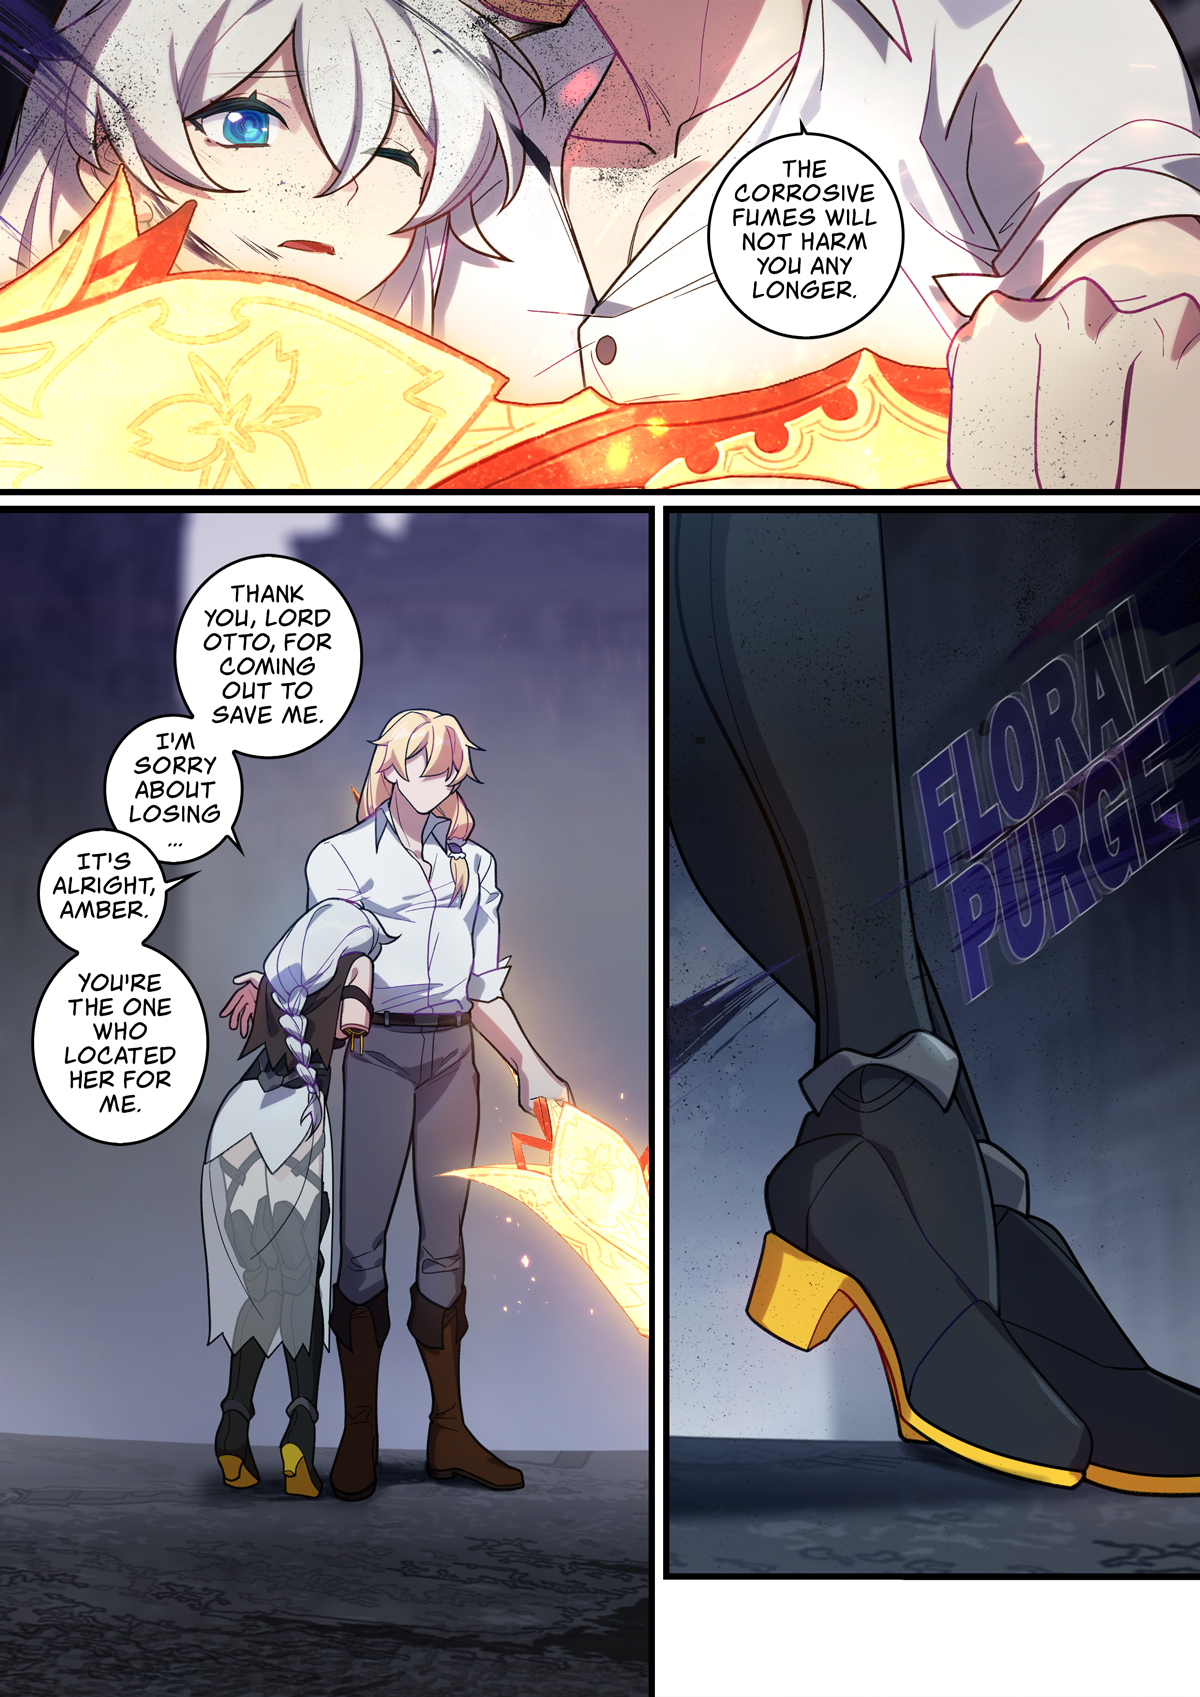 THE
CORROSIVE
FUMES WILL
NOT HARM
YOU ANY
LONGER.
THANK
YOU, LORD
OTTO, FOR
COMING
OUT TO
SAVE ME.
I'M
SORRY
ABOUT
LOSING
...
IT'S
ALRIGHT,
AMBER.
YOU'RE
THE ONE
WHO
LOCATED
HER FOR
ME.
FLORAL
PURGE